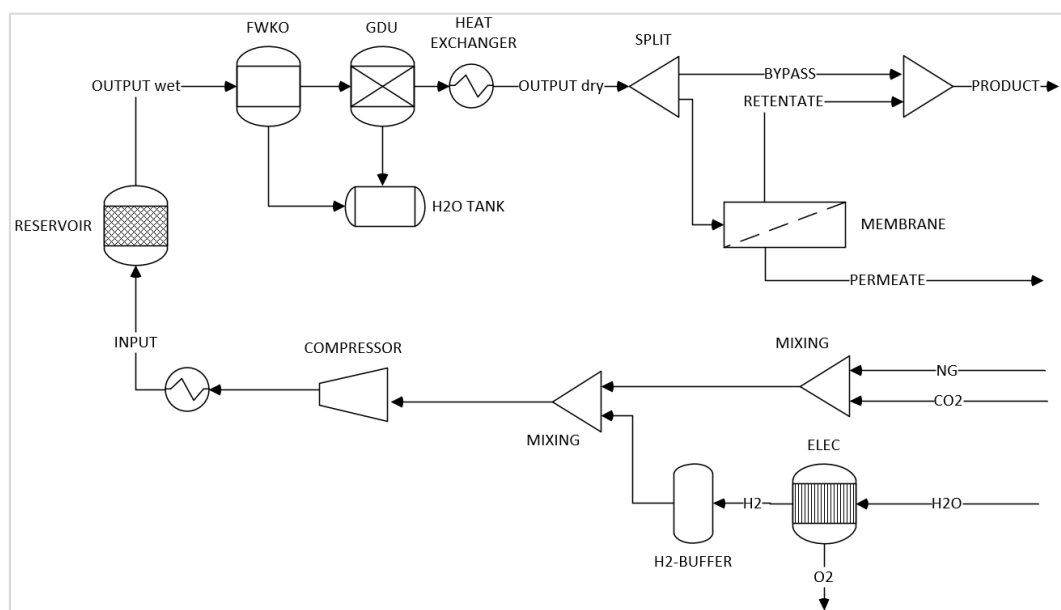 FWKO
GDU
HEAT
EXCHANGER
SPLIT
OUTPUT wet
OUTPUT dry
BYPASS
PRODUCT
RETENTATE
H2O TANK
RESERVOIR
MEMBRANE
PERMEATE
INPUT
COMPRESSOR
MIXING
NG
CO2
MIXING
ELEC
H2
H2O
H2-BUFFER
O2